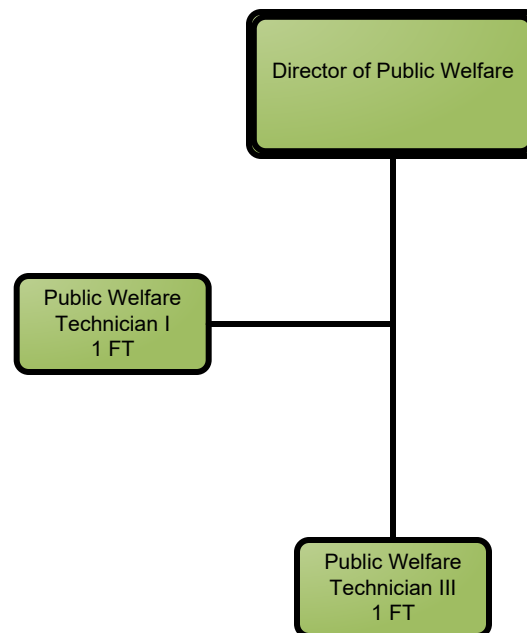 Director of Public Welfare
Public Welfare
Technician I
1 FT
Public Welfare
Technician III
1 FT